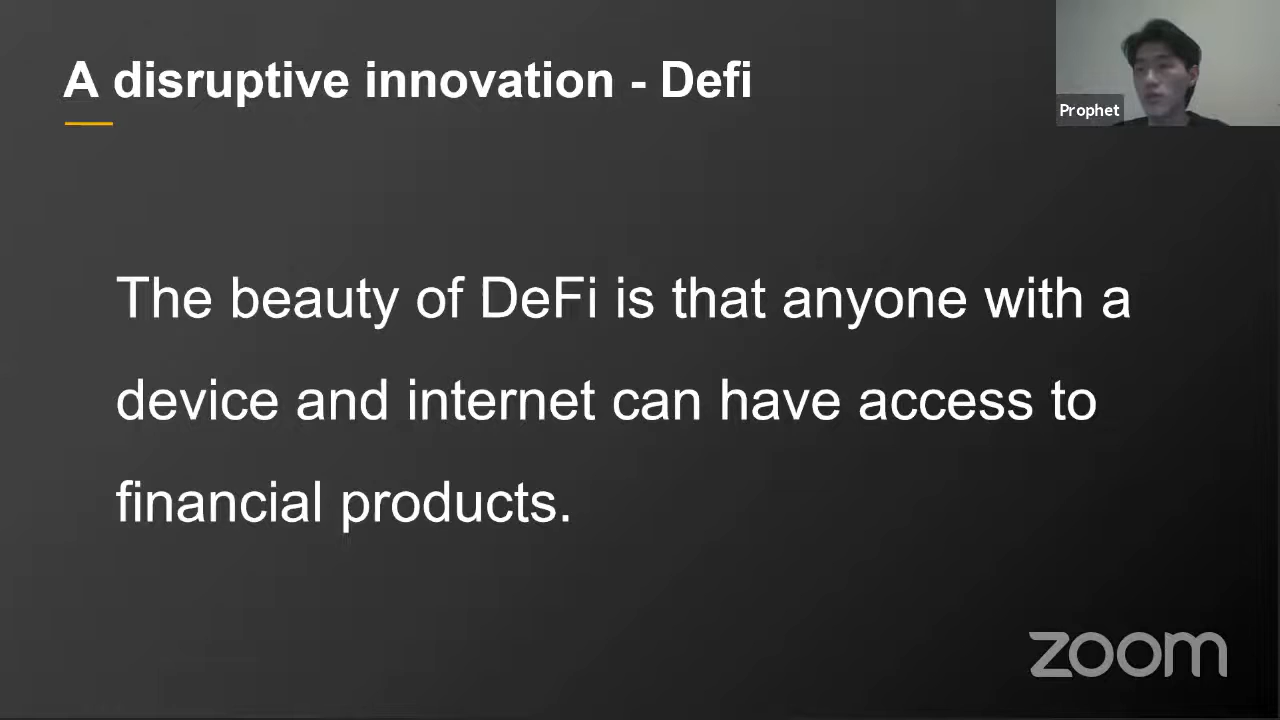 A disruptive innovation - Defi
Prophet
The beauty of DeFi is that anyone with a
device and internet can have access to
financial products.
zoom